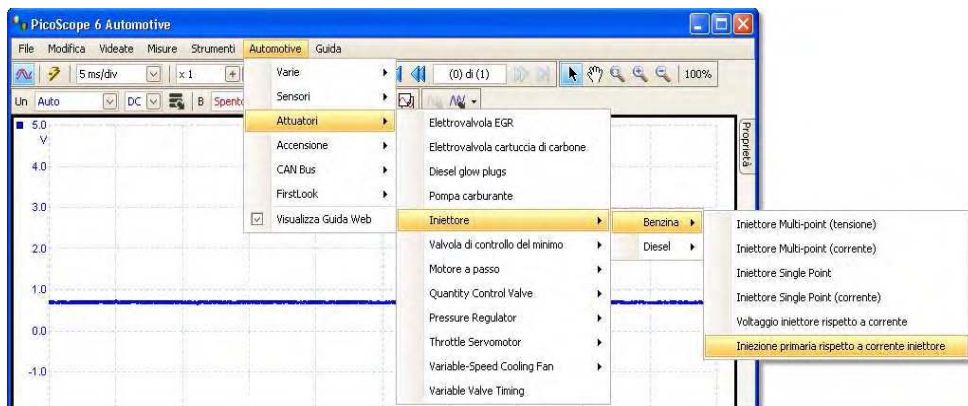 PicoScope 6 Automotive
File Modifica Videate Misure Strumenti Automotive Guida
5 ms/div x 1 (0) di (1) 100%
Un Auto DC B Spento
Varie
Sensori
Attuatori
Accensione
CAN Bus
FirstLook
Visualizza Guida Web
Elettrovalvola EGR
Elettrovalvola cartuccia di carbone
Diesel glow plugs
Pompa carburante
Iniettore
Valvola di controllo del minimo
Motore a passo
Quantity Control Valve
Pressure Regulator
Throttle Servomotor
Variable-Speed Cooling Fan
Variable Valve Timing
Benzina
Diesel
Iniettore Multi-point (tensione)
Iniettore Multi-point (corrente)
Iniettore Single Point
Iniettore Single Point (corrente)
Voltaggio iniettore rispetto a corrente
Iniezione primaria rispetto a corrente iniettore
5.0
V
4.0
3.0
2.0
1.0
0.0
-1.0
Proprietà